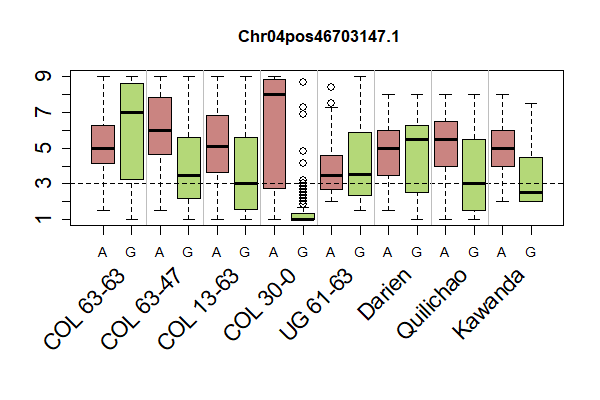 Chr04pos46703147.1
9
7
5
3
1
A G A G A G A G A G A G A G A G
COL 63-63
COL 63-47
COL 13-63
COL 30-0
UG 61-63
Darien
Quilichao
Kawanda